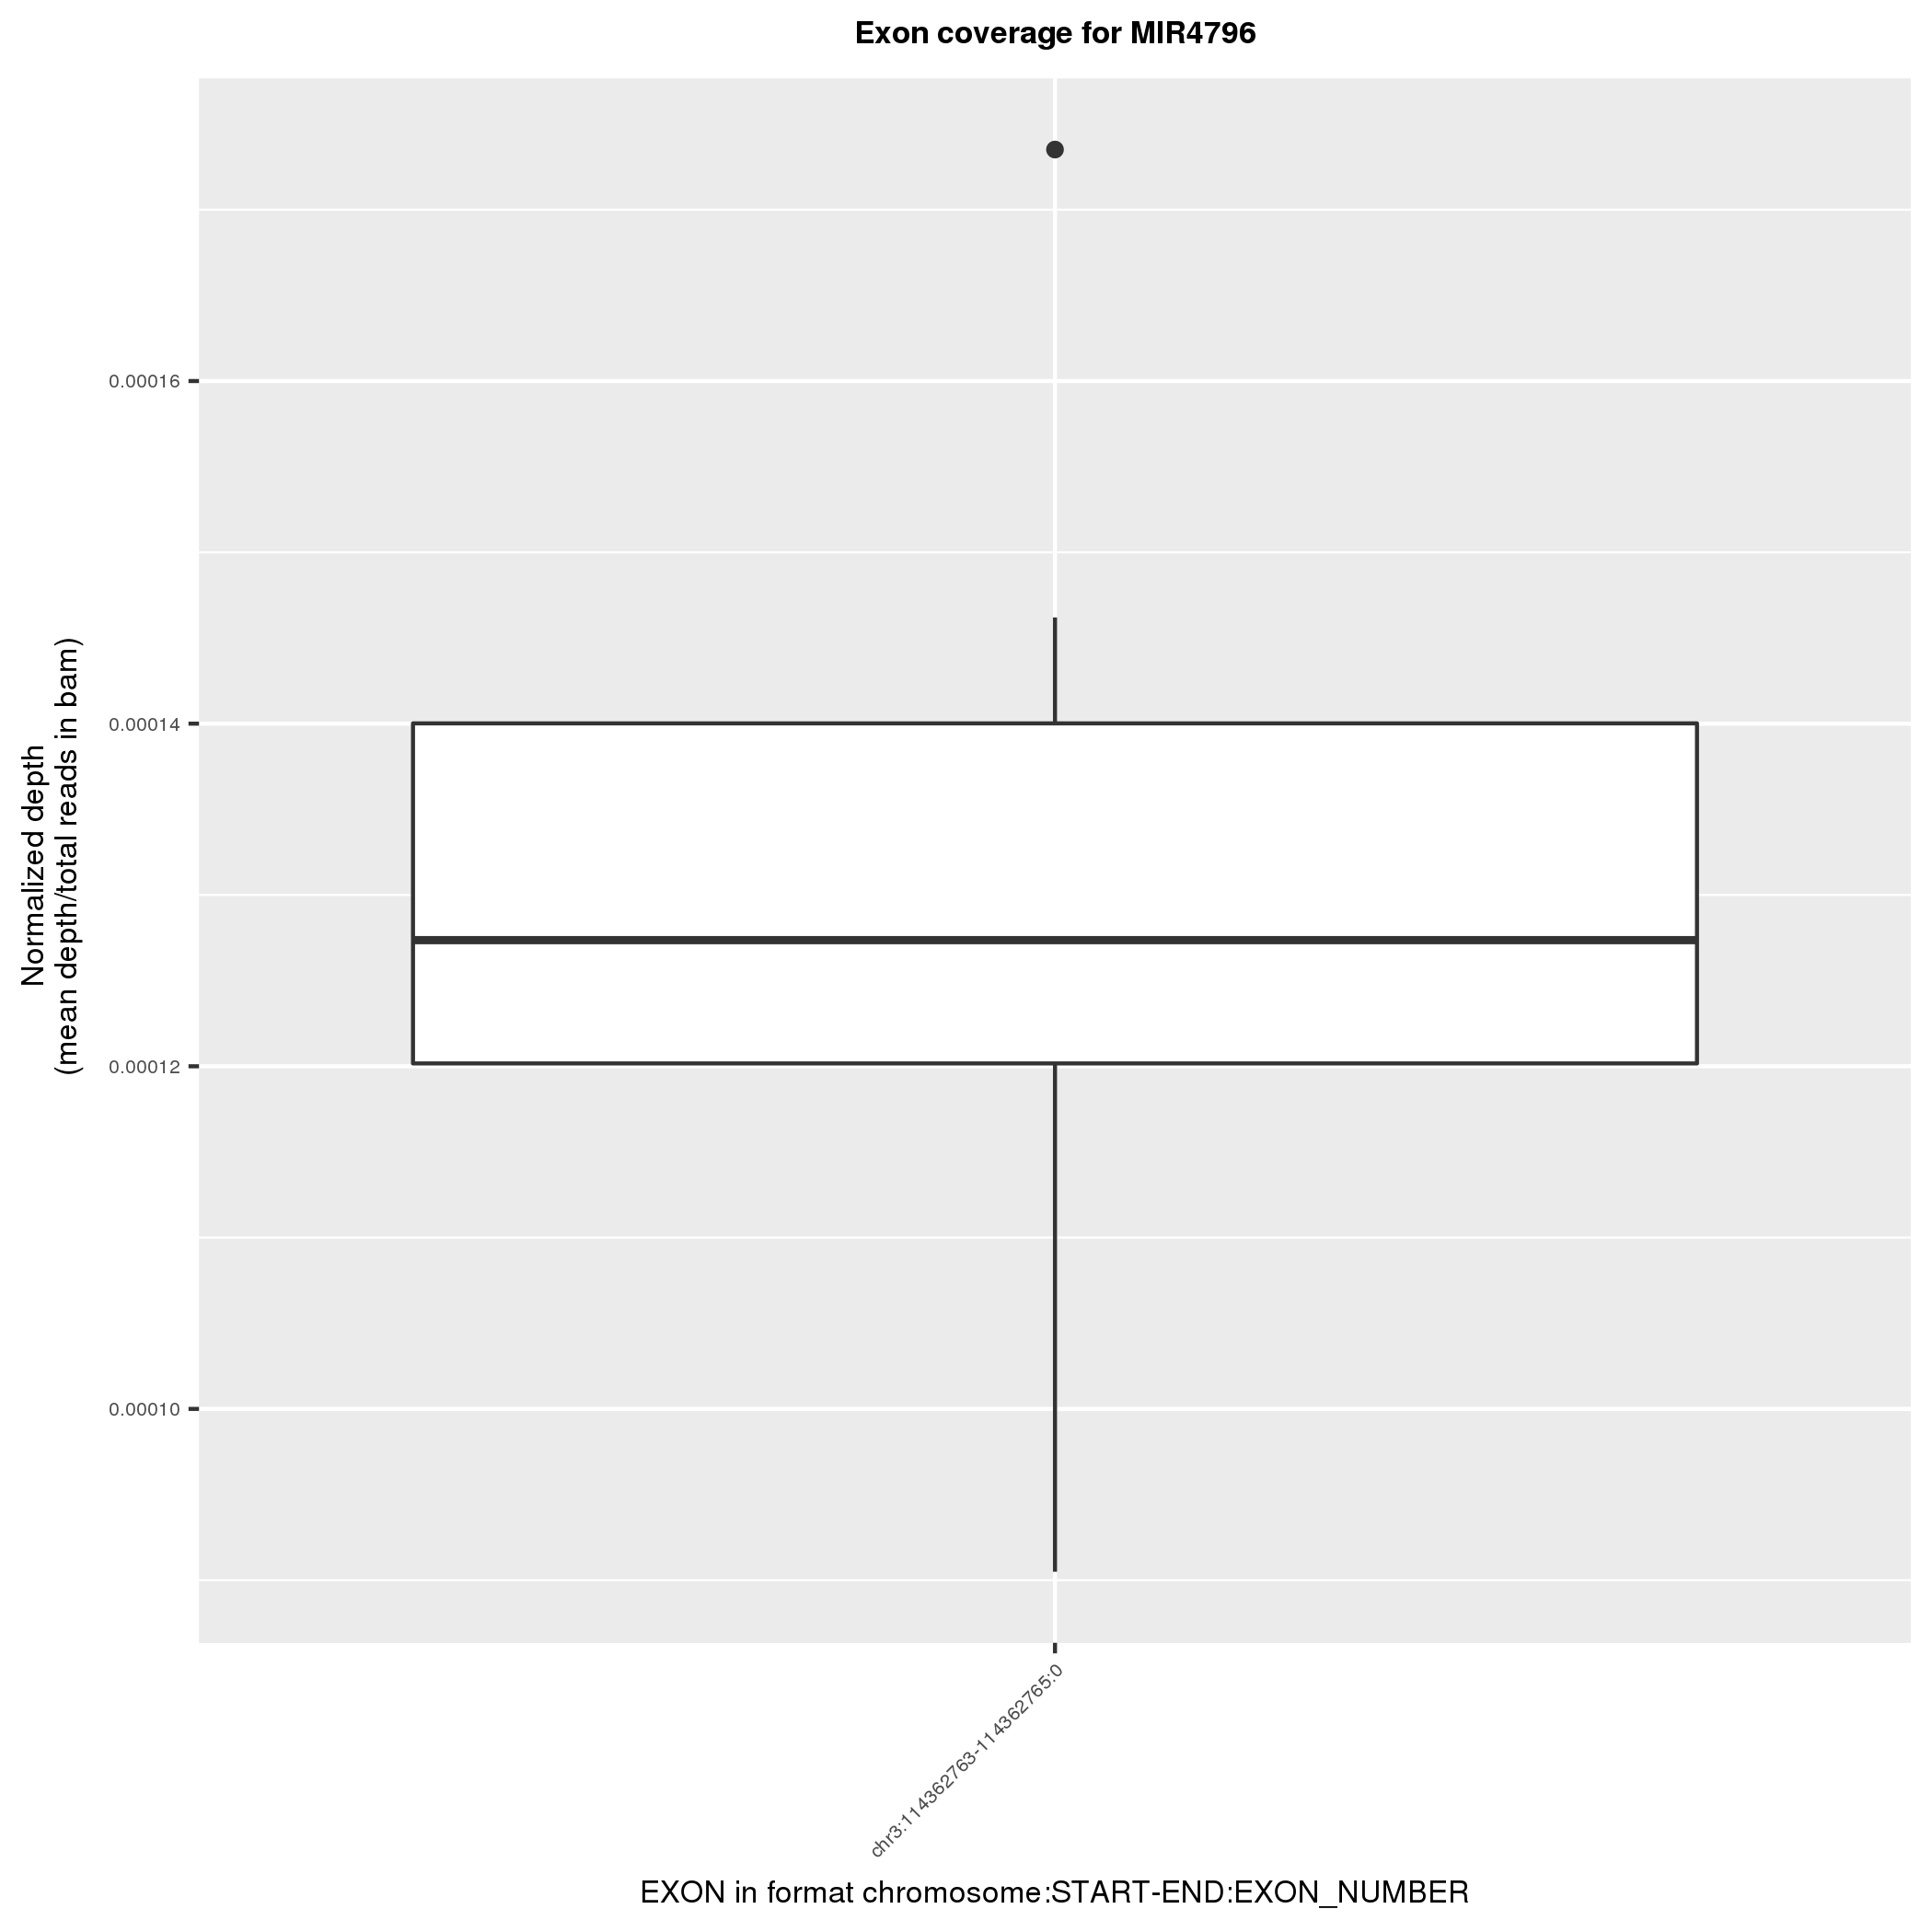 Exon coverage for MIR4796
Normalized depth
(mean depth/total reads in bam)
0.00016
0.00014
0.00012
0.00010
chr3:114362763-114362765:0
EXON in format chromosome:START-END:EXON_NUMBER